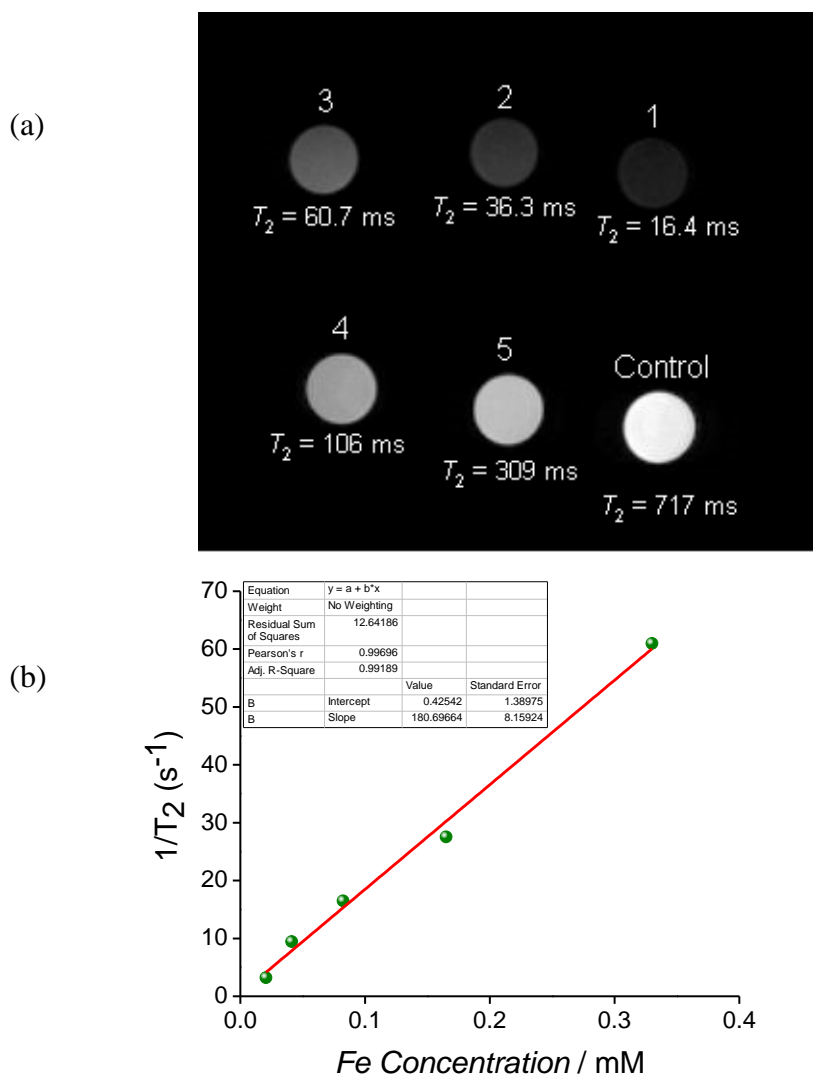 (a)
3 2 1
T2 = 60.7 ms T2 = 36.3 ms T2 = 16.4 ms
4 5 Control
T2 = 106 ms T2 = 309 ms T2 = 717 ms
(b)
Equation y = a + b*x
Weight No Weighting
Residual Sum of Squares 12.64186
Pearson's r 0.99696
Adj. R-Square 0.99189
Value Standard Error
B Intercept 0.42542 1.38975
B Slope 180.69664 8.15924
70
60
50
40
30
20
10
0
1/T2 (s-1)
0.0 0.1 0.2 0.3 0.4
Fe Concentration / mM